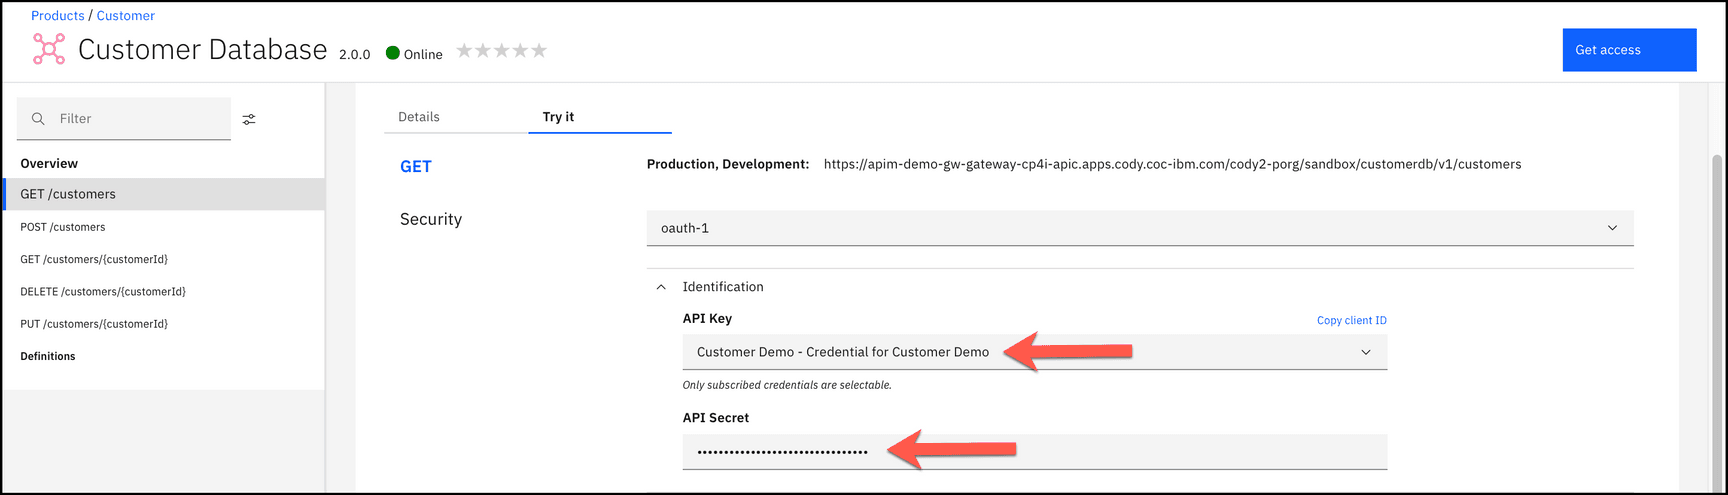 Products / Customer
Customer Database 2.0.0 Online
Get access
Filter
Overview
GET /customers
POST /customers
GET /customers/{customerId}
DELETE /customers/{customerId}
PUT /customers/{customerId}
Definitions
Details Try it
GET Production, Development: https://apim-demo-gw-gateway-cp4i-apic.apps.cody.coc-ibm.com/cody2-porg/sandbox/customerdb/v1/customers
Security oauth-1
Identification
API Key Copy client ID
Customer Demo - Credential for Customer Demo
Only subscribed credentials are selectable.
API Secret
••••••••••••••••••••••••••••••••